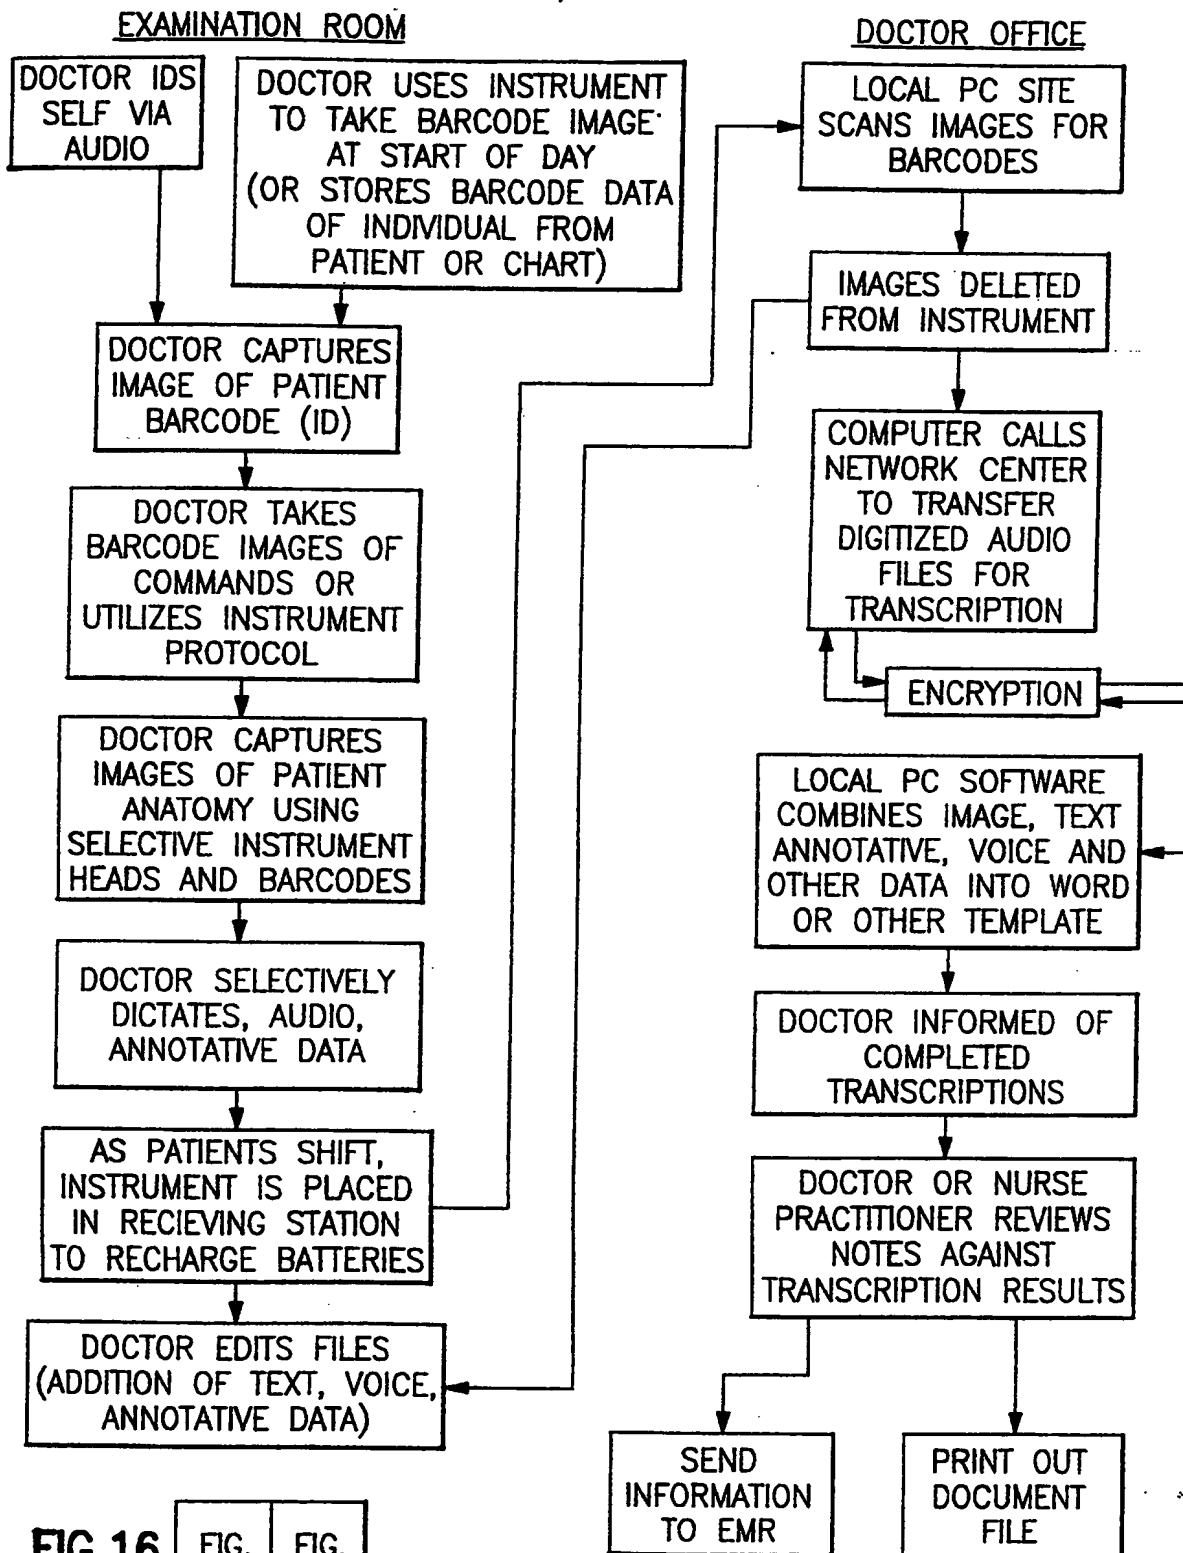 EXAMINATION ROOM
DOCTOR IDS
SELF VIA
AUDIO
DOCTOR USES INSTRUMENT
TO TAKE BARCODE IMAGE
AT START OF DAY
(OR STORES BARCODE DATA
OF INDIVIDUAL FROM
PATIENT OR CHART)
DOCTOR CAPTURES
IMAGE OF PATIENT
BARCODE (ID)
DOCTOR TAKES
BARCODE IMAGES OF
COMMANDS OR
UTILIZES INSTRUMENT
PROTOCOL
DOCTOR CAPTURES
IMAGES OF PATIENT
ANATOMY USING
SELECTIVE INSTRUMENT
HEADS AND BARCODES
DOCTOR SELECTIVELY
DICTATES, AUDIO,
ANNOTATIVE DATA
AS PATIENTS SHIFT,
INSTRUMENT IS PLACED
IN RECIEVING STATION
TO RECHARGE BATTERIES
DOCTOR EDITS FILES
(ADDITION OF TEXT, VOICE,
ANNOTATIVE DATA)
DOCTOR OFFICE
LOCAL PC SITE
SCANS IMAGES FOR
BARCODES
IMAGES DELETED
FROM INSTRUMENT
COMPUTER CALLS
NETWORK CENTER
TO TRANSFER
DIGITIZED AUDIO
FILES FOR
TRANSCRIPTION
ENCRYPTION
LOCAL PC SOFTWARE
COMBINES IMAGE, TEXT
ANNOTATIVE, VOICE AND
OTHER DATA INTO WORD
OR OTHER TEMPLATE
DOCTOR INFORMED OF
COMPLETED
TRANSCRIPTIONS
DOCTOR OR NURSE
PRACTITIONER REVIEWS
NOTES AGAINST
TRANSCRIPTION RESULTS
SEND
INFORMATION
TO EMR
PRINT OUT
DOCUMENT
FILE
FIG.16
FIG. FIG.